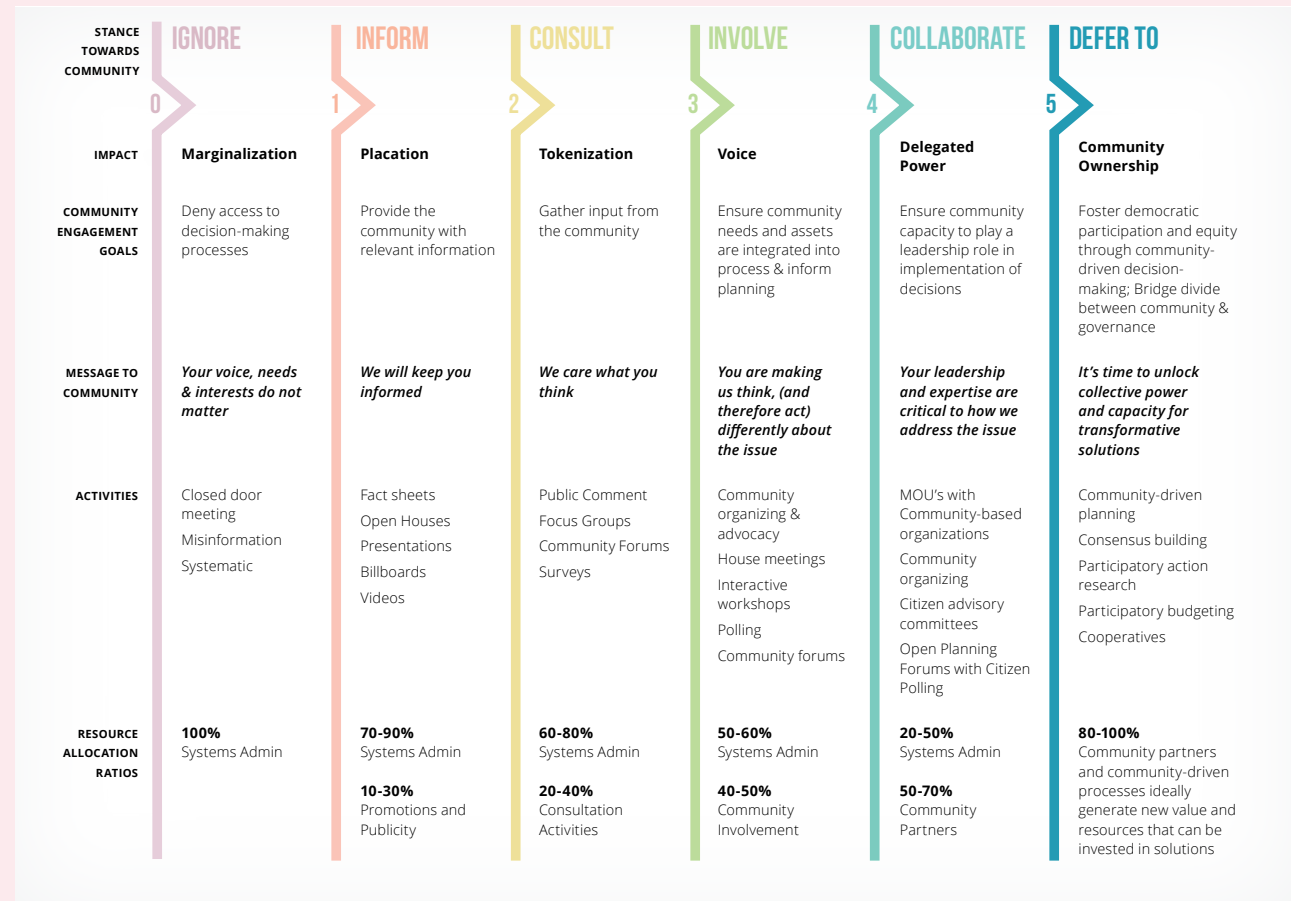 STANCE
TOWARDS
COMMUNITY
IGNORE
INFORM
CONSULT
INVOLVE
COLLABORATE
DEFER TO
0
1
2
3
4
5
IMPACT
Marginalization
Placation
Tokenization
Voice
Delegated
Power
Community
Ownership
COMMUNITY
ENGAGEMENT
GOALS
Deny access to
decision-making
processes
Provide the
community with
relevant information
Gather input from
the community
Ensure community
needs and assets
are integrated into
process & inform
planning
Ensure community
capacity to play a
leadership role in
implementation of
decisions
Foster democratic
participation and equity
through community-
driven decision-
making; Bridge divide
between community &
governance
MESSAGE TO
COMMUNITY
Your voice, needs
& interests do not
matter
We will keep you
informed
We care what you
think
You are making
us think, (and
therefore act)
differently about
the issue
Your leadership
and expertise are
critical to how we
address the issue
It's time to unlock
collective power
and capacity for
transformative
solutions
ACTIVITIES
Closed door
meeting
Misinformation
Systematic
Fact sheets
Open Houses
Presentations
Billboards
Videos
Public Comment
Focus Groups
Community Forums
Surveys
Community
organizing &
advocacy
House meetings
Interactive
workshops
Polling
Community forums
MOU's with
Community-based
organizations
Community
organizing
Citizen advisory
committees
Open Planning
Forums with Citizen
Polling
Community-driven
planning
Consensus building
Participatory action
research
Participatory budgeting
Cooperatives
RESOURCE
ALLOCATION
RATIOS
100%
Systems Admin
70-90%
Systems Admin
10-30%
Promotions and
Publicity
60-80%
Systems Admin
20-40%
Consultation
Activities
50-60%
Systems Admin
40-50%
Community
Involvement
20-50%
Systems Admin
50-70%
Community
Partners
80-100%
Community partners
and community-driven
processes ideally
generate new value and
resources that can be
invested in solutions